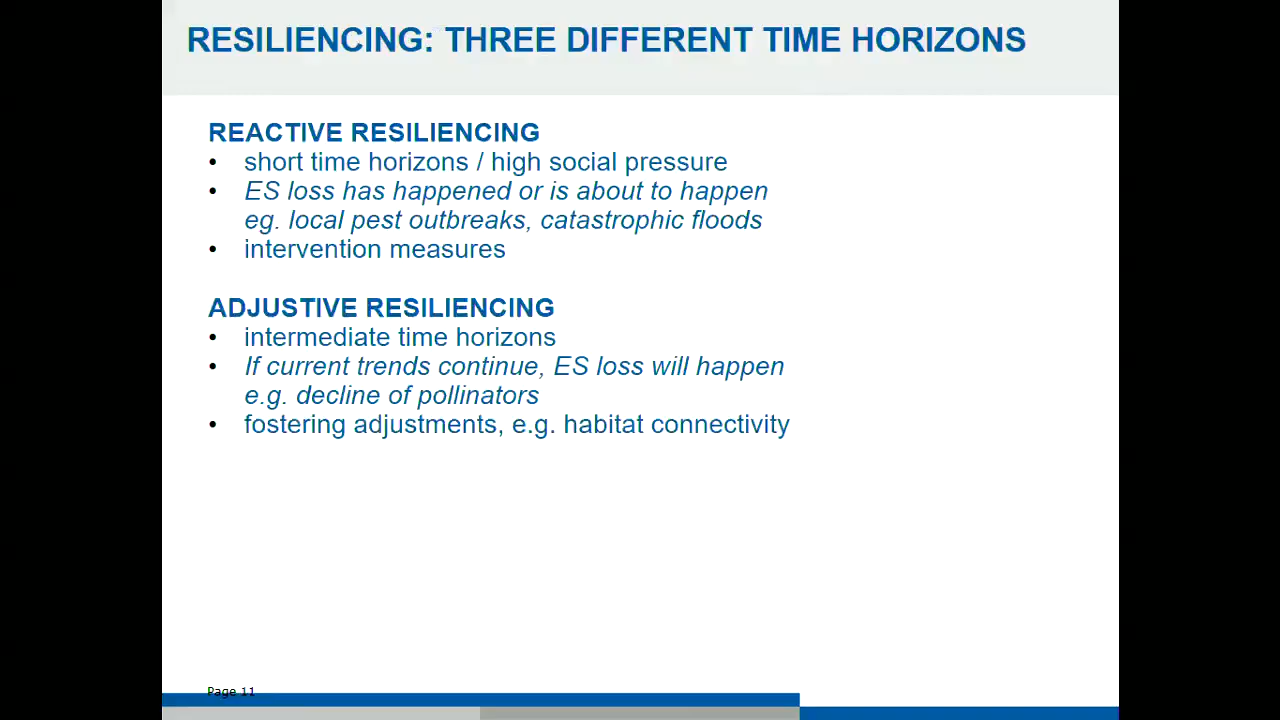 RESILIENCING: THREE DIFFERENT TIME HORIZONS
REACTIVE RESILIENCING
• short time horizons / high social pressure
• ES loss has happened or is about to happen
eg. local pest outbreaks, catastrophic floods
• intervention measures
ADJUSTIVE RESILIENCING
• intermediate time horizons
• If current trends continue, ES loss will happen
e.g. decline of pollinators
• fostering adjustments, e.g. habitat connectivity
Page 11